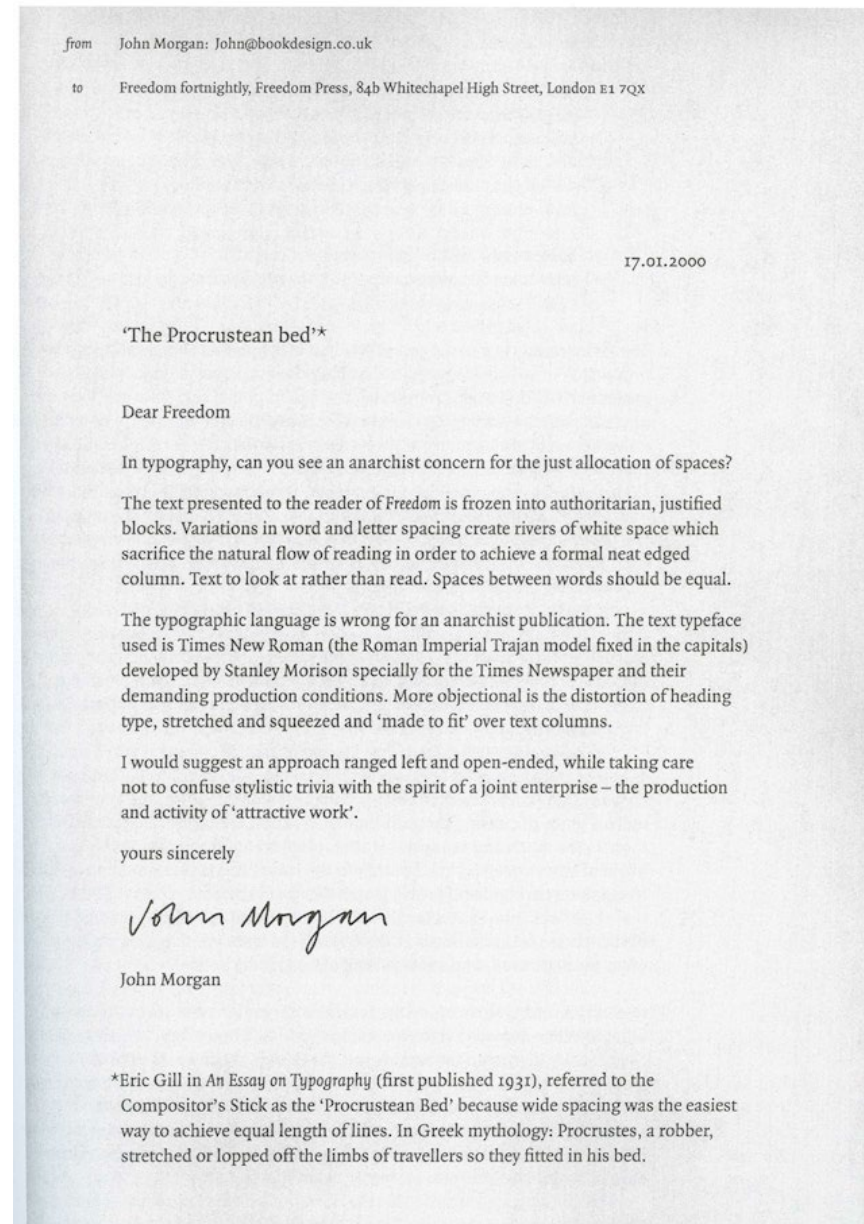 from John Morgan: John@bookdesign.co.uk
to Freedom fortnightly, Freedom Press, 84b Whitechapel High Street, London E1 7QX
17.01.2000
‘The Procrustean bed’*
Dear Freedom
In typography, can you see an anarchist concern for the just allocation of spaces?
The text presented to the reader of Freedom is frozen into authoritarian, justified
blocks. Variations in word and letter spacing create rivers of white space which
sacrifice the natural flow of reading in order to achieve a formal neat edged
column. Text to look at rather than read. Spaces between words should be equal.
The typographic language is wrong for an anarchist publication. The text typeface
used is Times New Roman (the Roman Imperial Trajan model fixed in the capitals)
developed by Stanley Morison specially for the Times Newspaper and their
demanding production conditions. More objectional is the distortion of heading
type, stretched and squeezed and ‘made to fit’ over text columns.
I would suggest an approach ranged left and open-ended, while taking care
not to confuse stylistic trivia with the spirit of a joint enterprise – the production
and activity of ‘attractive work’.
yours sincerely
John Morgan
John Morgan
*Eric Gill in An Essay on Typography (first published 1931), referred to the
Compositor’s Stick as the ‘Procrustean Bed’ because wide spacing was the easiest
way to achieve equal length of lines. In Greek mythology: Procrustes, a robber,
stretched or lopped off the limbs of travellers so they fitted in his bed.